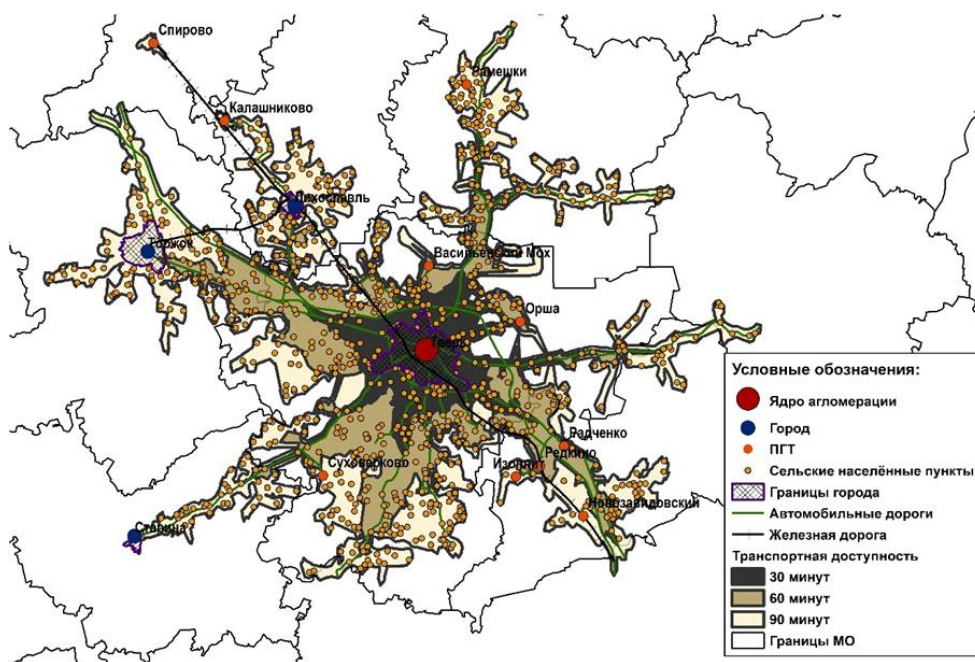 Спирово
Рамешки
Калашниково
Лихославль
Торжок
Васильевский Мох
Орша
Тверь
Радченко
Редкино
Изоплит
Суховерково
Новозавидовский
Старица
Условные обозначения:
Ядро агломерации
Город
ПГТ
Сельские населённые пункты
Границы города
Автомобильные дороги
Железная дорога
Транспортная доступность
30 минут
60 минут
90 минут
Границы МО